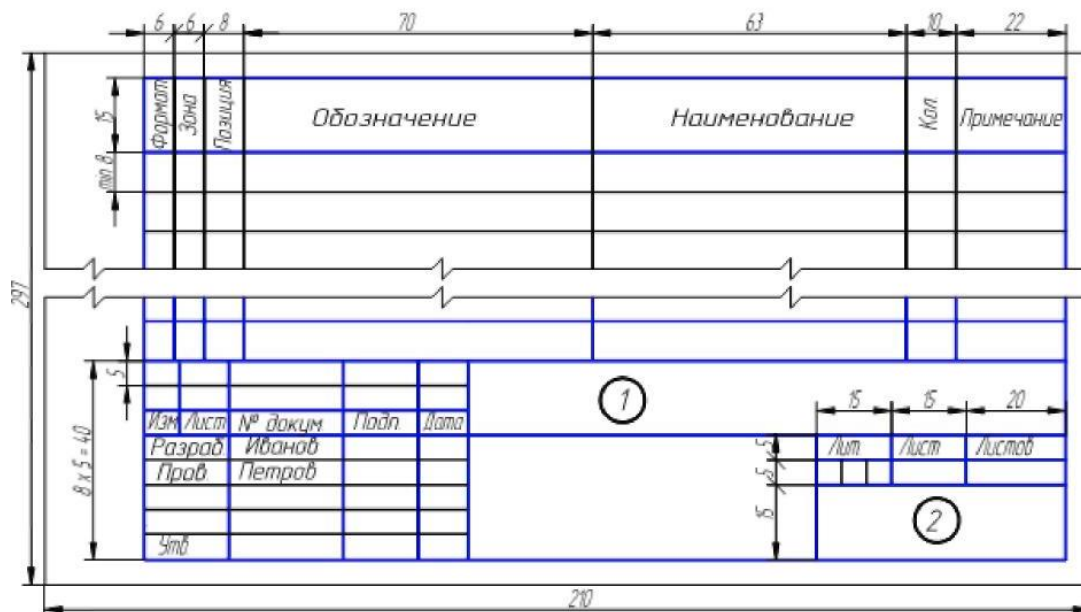 6 6 8 70 63 10 22
15 Формат Зона Позиция Обозначение Наименование Кол. Примечание
min 8
297
5
1
15 15 20
Изм Лист № докум Подп. Дата
8 x 5 = 40 Разраб Иванов 5 Лит Лист Листов
Пров Петров 5
15 2
Утв
210